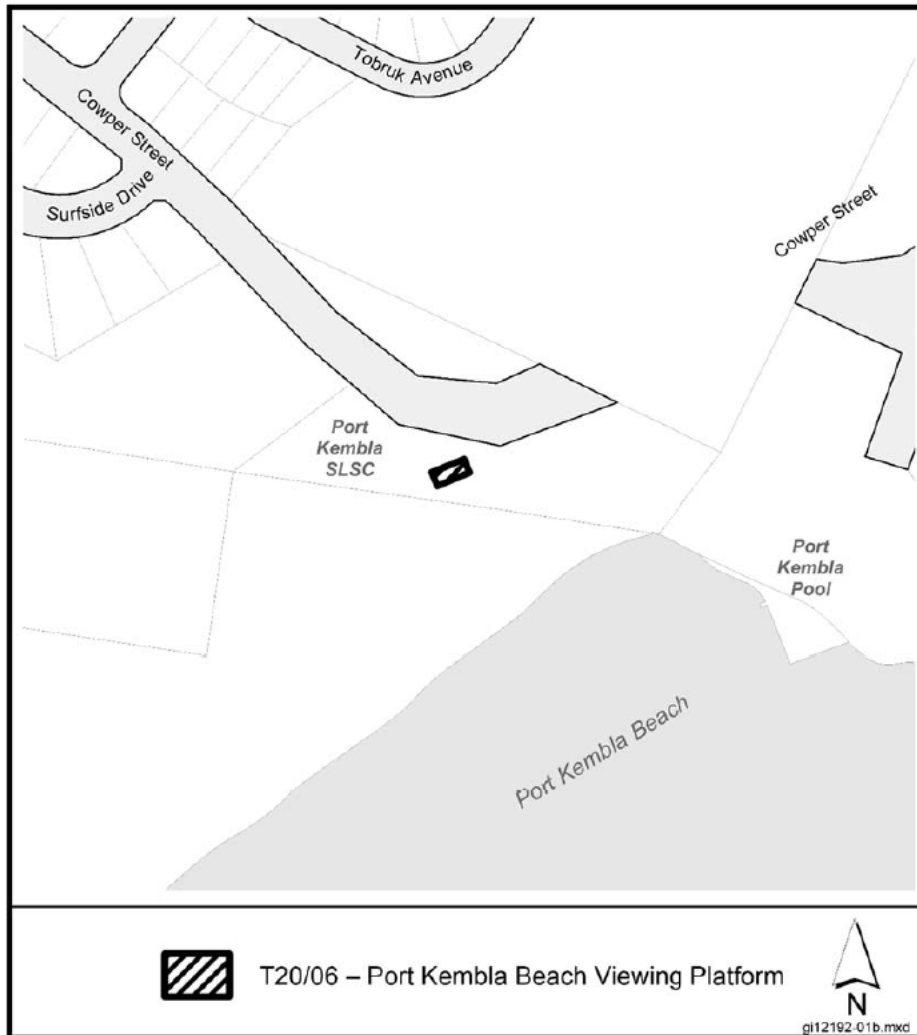 Tobruk Avenue
Cowper Street
Surfside Drive
Cowper Street
Port
Kembla
SLSC
Port
Kembla
Pool
Port Kembla Beach
T20/06 – Port Kembla Beach Viewing Platform
N
gi12192-01b.mxd